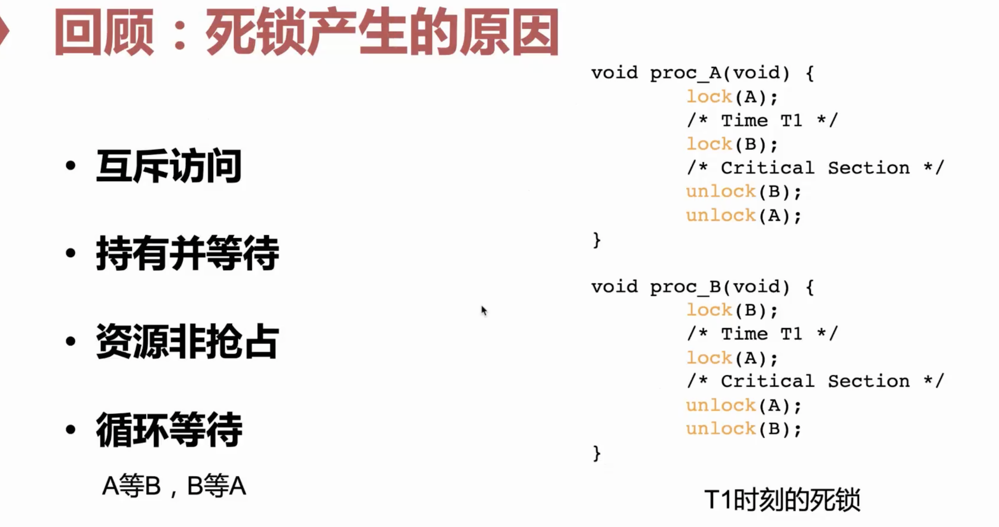 回顾：死锁产生的原因
• 互斥访问
• 持有并等待
• 资源非抢占
• 循环等待
A等B，B等A
void proc_A(void) {
lock(A);
/* Time T1 */
lock(B);
/* Critical Section */
unlock(B);
unlock(A);
}
void proc_B(void) {
lock(B);
/* Time T1 */
lock(A);
/* Critical Section */
unlock(A);
unlock(B);
}
T1时刻的死锁